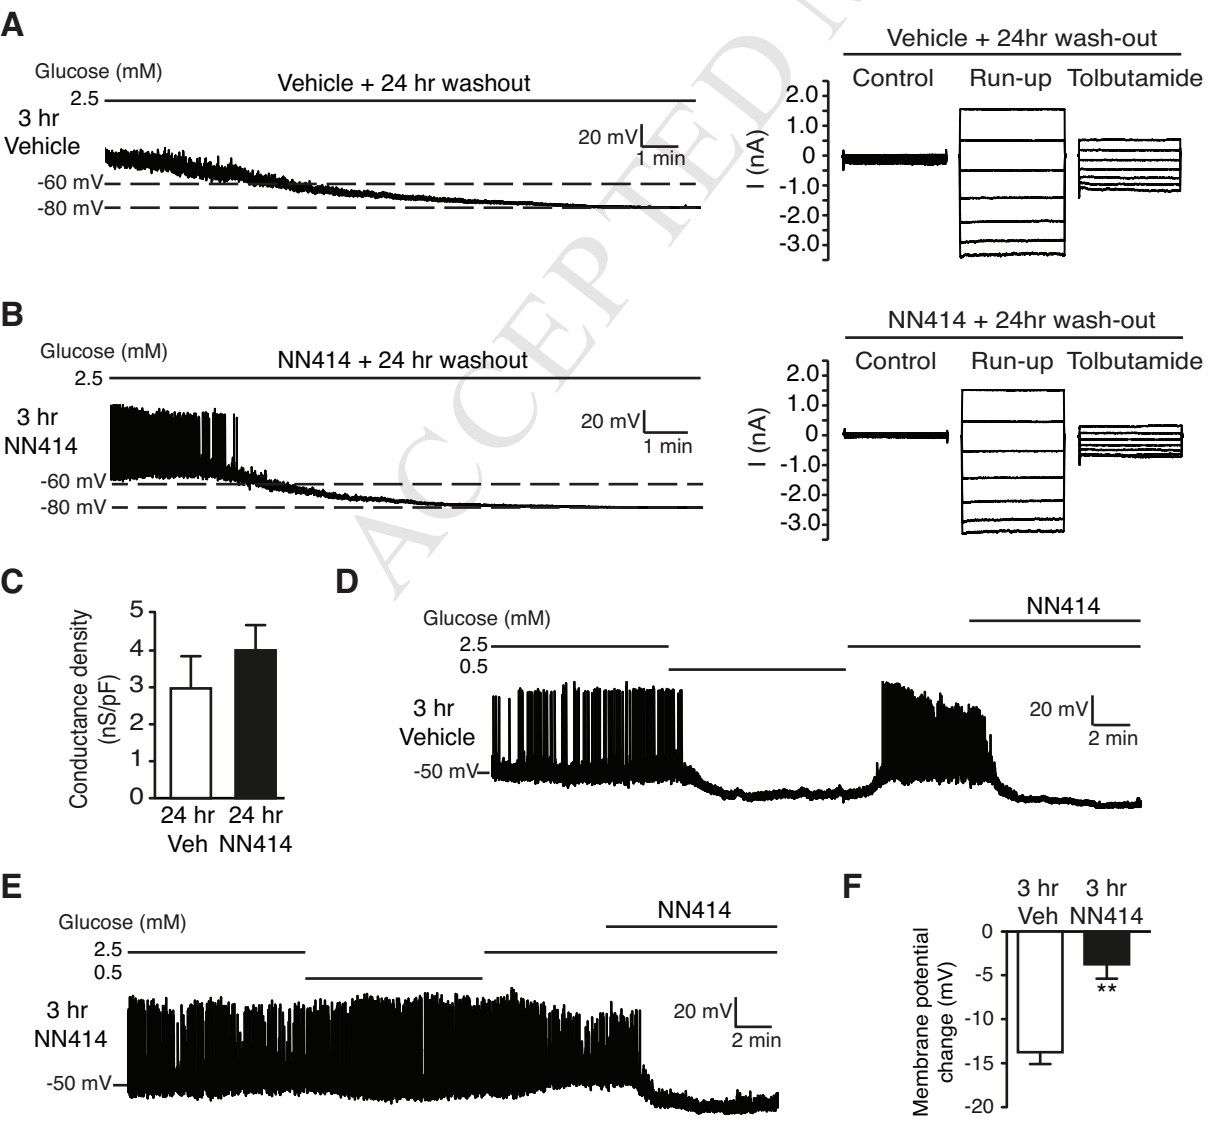 A
Glucose (mM)
2.5
Vehicle + 24 hr washout
3 hr
Vehicle
20 mV
1 min
-60 mV
-80 mV
Vehicle + 24hr wash-out
Control Run-up Tolbutamide
I (nA)
2.0
1.0
0
-1.0
-2.0
-3.0
B
Glucose (mM)
2.5
NN414 + 24 hr washout
3 hr
NN414
20 mV
1 min
-60 mV
-80 mV
NN414 + 24hr wash-out
Control Run-up Tolbutamide
I (nA)
2.0
1.0
0
-1.0
-2.0
-3.0
C
Conductance density
(nS/pF)
5
4
3
2
1
0
24 hr
Veh
24 hr
NN414
D
NN414
Glucose (mM)
2.5
0.5
3 hr
Vehicle
-50 mV
20 mV
2 min
E
NN414
Glucose (mM)
2.5
0.5
3 hr
NN414
-50 mV
20 mV
2 min
F
3 hr
Veh
3 hr
NN414
Membrane potential
change (mV)
0
-5
-10
-15
-20
**
ACCEPTED